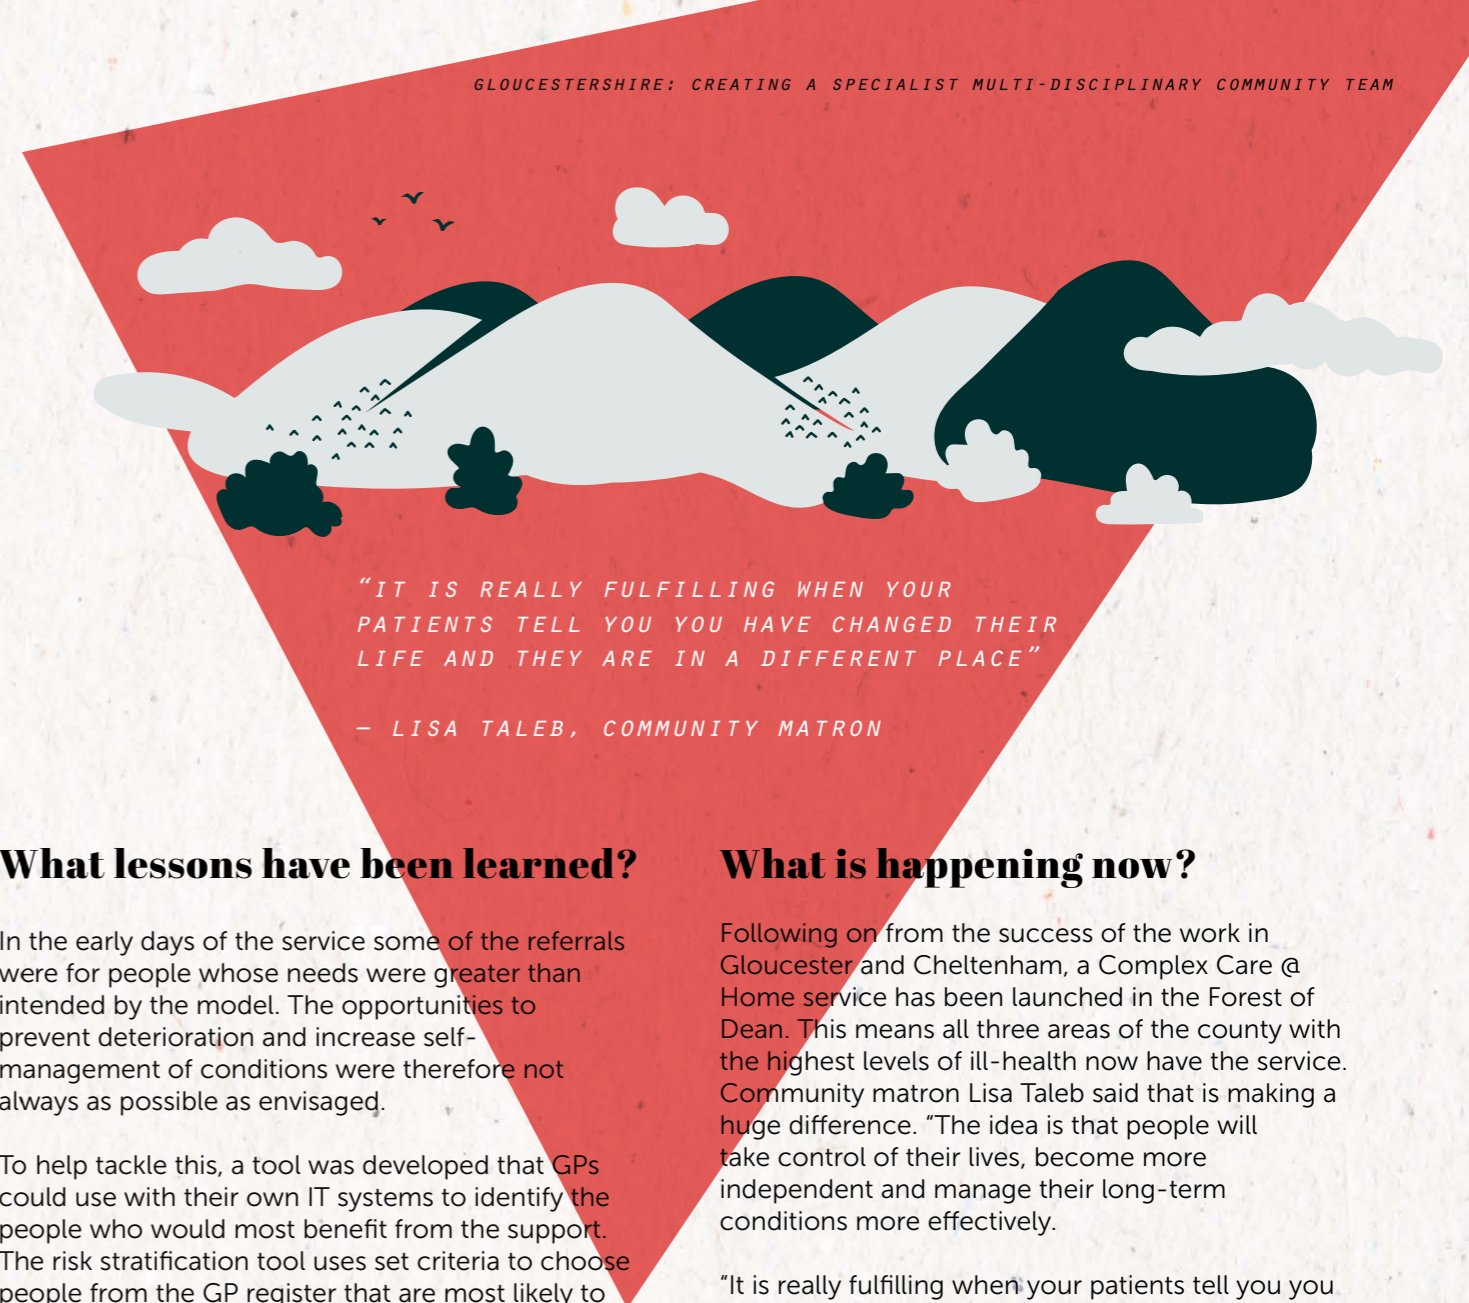 GLOUCESTERSHIRE: CREATING A SPECIALIST MULTI-DISCIPLINARY COMMUNITY TEAM
“IT IS REALLY FULFILLING WHEN YOUR
PATIENTS TELL YOU YOU HAVE CHANGED THEIR
LIFE AND THEY ARE IN A DIFFERENT PLACE”
– LISA TALEB, COMMUNITY MATRON
What lessons have been learned?
In the early days of the service some of the referrals
were for people whose needs were greater than
intended by the model. The opportunities to
prevent deterioration and increase self-
management of conditions were therefore not
always as possible as envisaged.
To help tackle this, a tool was developed that GPs
could use with their own IT systems to identify the
people who would most benefit from the support.
The risk stratification tool uses set criteria to choose
people from the GP register that are most likely to
What is happening now?
Following on from the success of the work in
Gloucester and Cheltenham, a Complex Care @
Home service has been launched in the Forest of
Dean. This means all three areas of the county with
the highest levels of ill-health now have the service.
Community matron Lisa Taleb said that is making a
huge difference. “The idea is that people will
take control of their lives, become more
independent and manage their long-term
conditions more effectively.
“It is really fulfilling when your patients tell you you